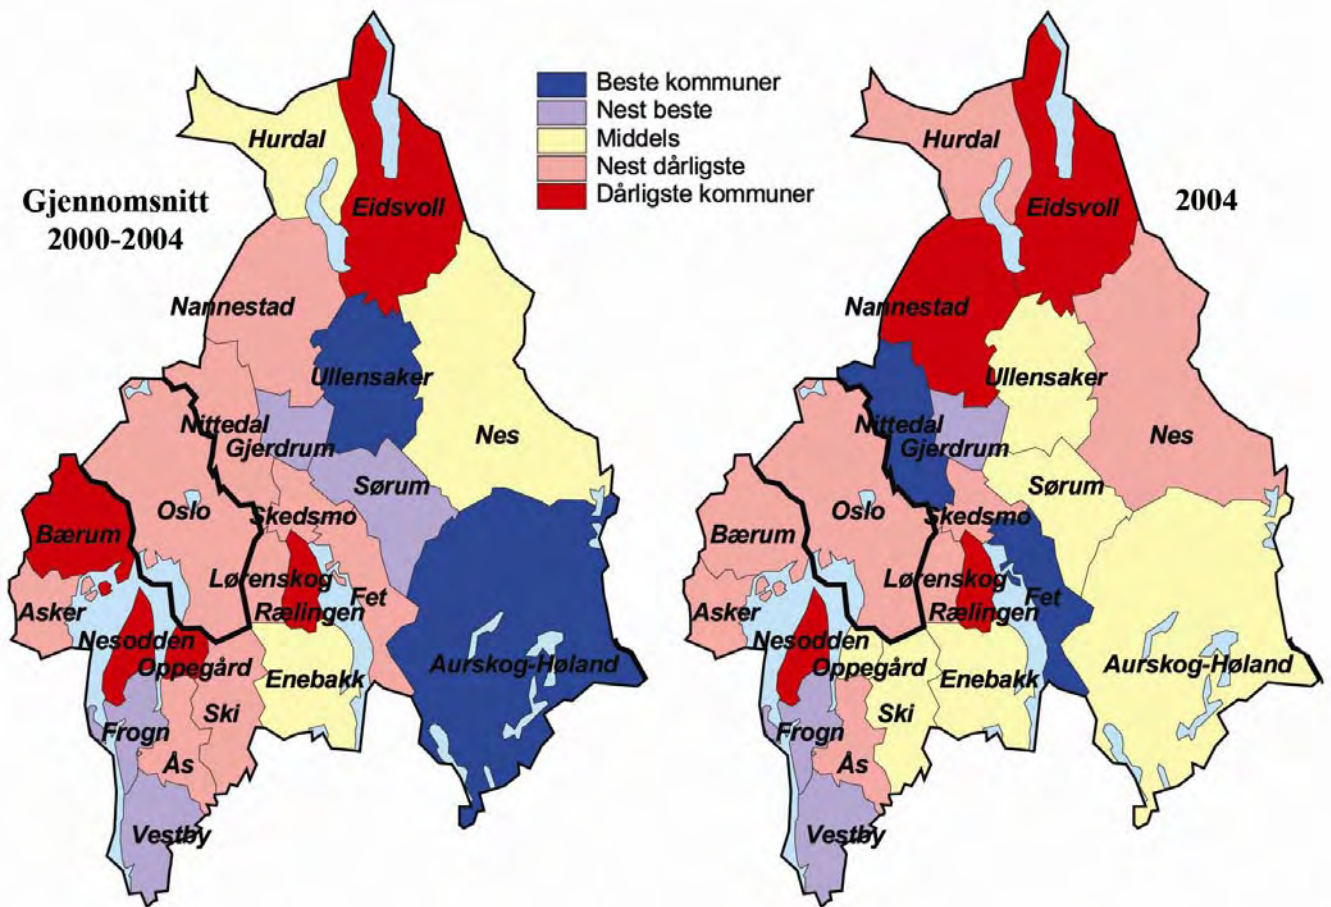 Beste kommuner
Nest beste
Middels
Nest dårligste
Dårligste kommuner
Gjennomsnitt
2000-2004
Hurdal
Eidsvoll
Nannestad
Ullensaker
Nittedal
Gjerdrum
Nes
Sørum
Oslo
Skedsmo
Bærum
Lørenskog
Asker
Rælingen
Fet
Nesodden
Oppegård
Enebakk
Aurskog-Høland
Ski
Frogn
Ås
Vestby
2004
Hurdal
Eidsvoll
Nannestad
Ullensaker
Nittedal
Gjerdrum
Nes
Sørum
Oslo
Skedsmo
Bærum
Lørenskog
Asker
Rælingen
Fet
Nesodden
Oppegård
Enebakk
Aurskog-Høland
Ski
Frogn
Ås
Vestby